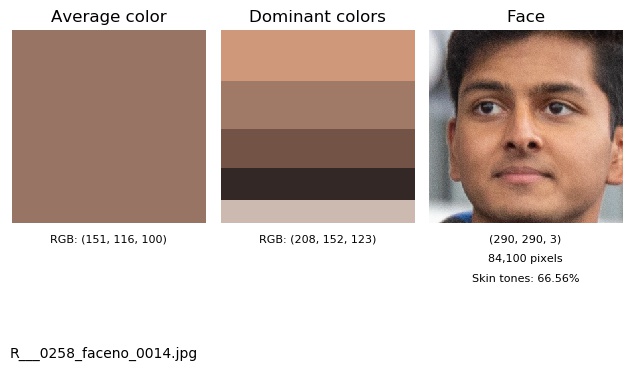 Average color
Dominant colors
Face
RGB: (151, 116, 100)
RGB: (208, 152, 123)
(290, 290, 3)
84,100 pixels
Skin tones: 66.56%
R___0258_faceno_0014.jpg